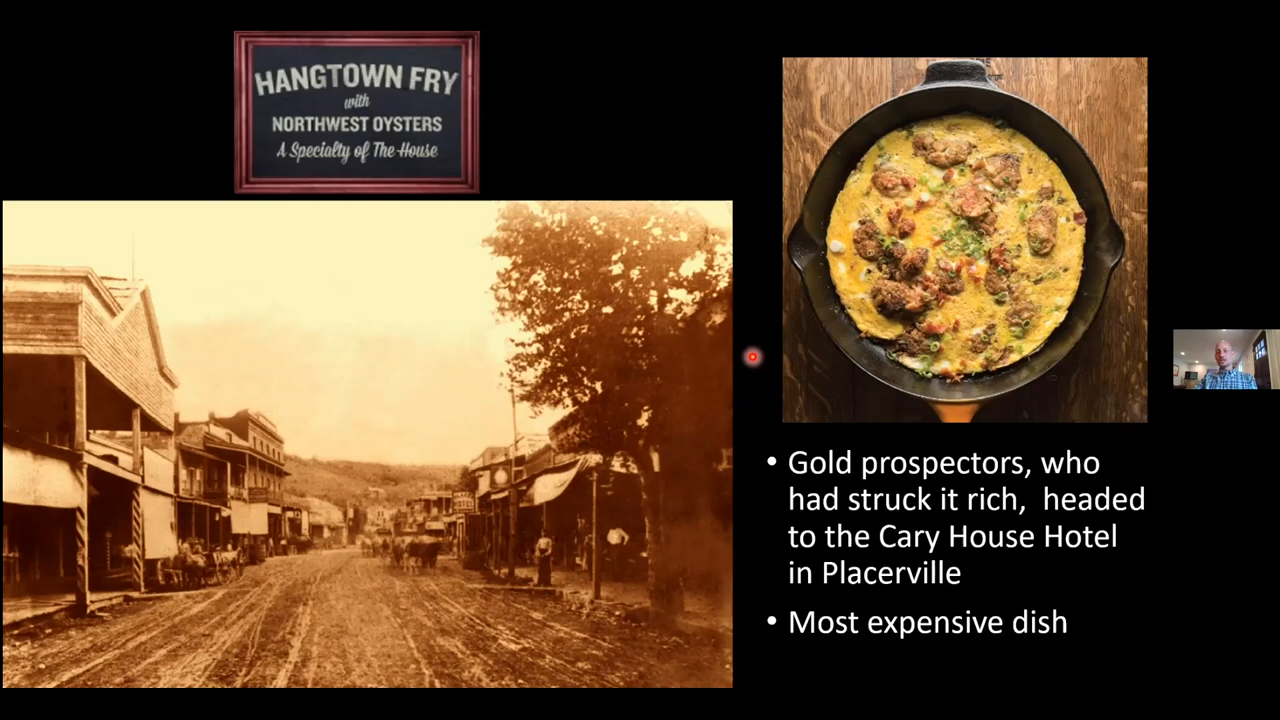 HANGTOWN FRY
with
NORTHWEST OYSTERS
A Specialty of The House
• Gold prospectors, who
had struck it rich, headed
to the Cary House Hotel
in Placerville
• Most expensive dish